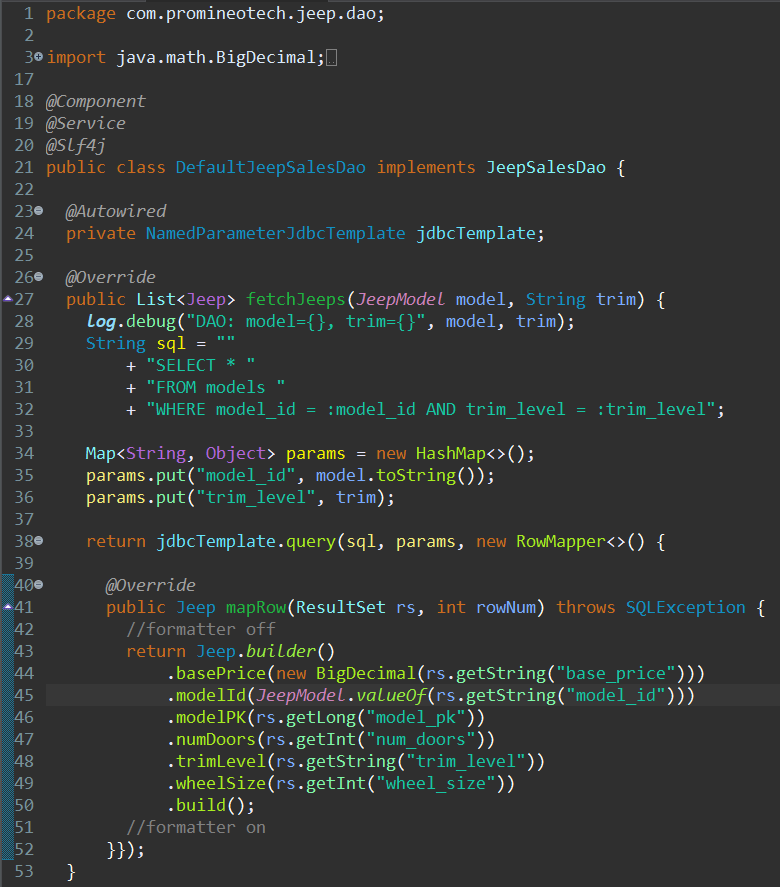 1 package com.promineotech.jeep.dao;
2
3 import java.math.BigDecimal;
17
18 @Component
19 @Service
20 @Slf4j
21 public class DefaultJeepSalesDao implements JeepSalesDao {
22
23   @Autowired
24   private NamedParameterJdbcTemplate jdbcTemplate;
25
26   @Override
27   public List<Jeep> fetchJeeps(JeepModel model, String trim) {
28     log.debug("DAO: model={}, trim={}", model, trim);
29     String sql = ""
30         + "SELECT * "
31         + "FROM models "
32         + "WHERE model_id = :model_id AND trim_level = :trim_level";
33
34     Map<String, Object> params = new HashMap<>();
35     params.put("model_id", model.toString());
36     params.put("trim_level", trim);
37
38     return jdbcTemplate.query(sql, params, new RowMapper<>() {
39
40       @Override
41       public Jeep mapRow(ResultSet rs, int rowNum) throws SQLException {
42         //formatter off
43         return Jeep.builder()
44             .basePrice(new BigDecimal(rs.getString("base_price")))
45             .modelId(JeepModel.valueOf(rs.getString("model_id")))
46             .modelPK(rs.getLong("model_pk"))
47             .numDoors(rs.getInt("num_doors"))
48             .trimLevel(rs.getString("trim_level"))
49             .wheelSize(rs.getInt("wheel_size"))
50             .build();
51         //formatter on
52       }});
53   }